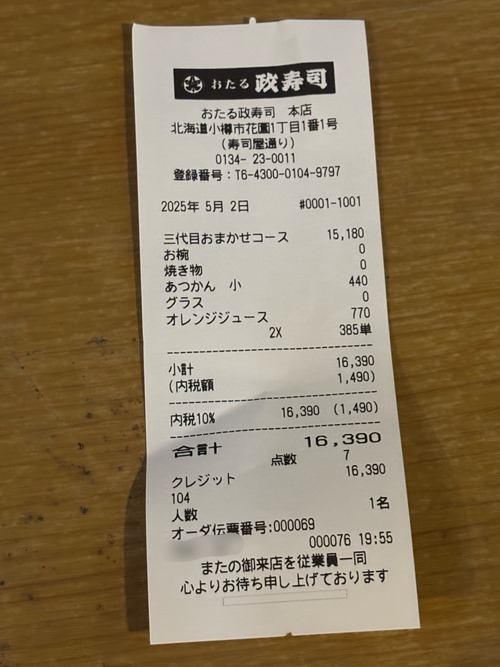 おたる 政寿司
おたる政寿司 本店
北海道小樽市花園1丁目1番1号
(寿司屋通り)
0134- 23-0011
登録番号:T6-4300-0104-9797
2025年 5月 2日 #0001-1001
三代目おまかせコース 15,180
お椀 0
焼き物 0
あつかん 小 440
グラス 0
オレンジジュース 770
2X 385単
小計 16,390
(内税額 1,490)
内税10% 16,390 (1,490)
合計 16,390
点数 7
クレジット 16,390
104
人数 1名
オーダ伝票番号:000069
000076 19:55
またの御来店を従業員一同
心よりお待ち申し上げております